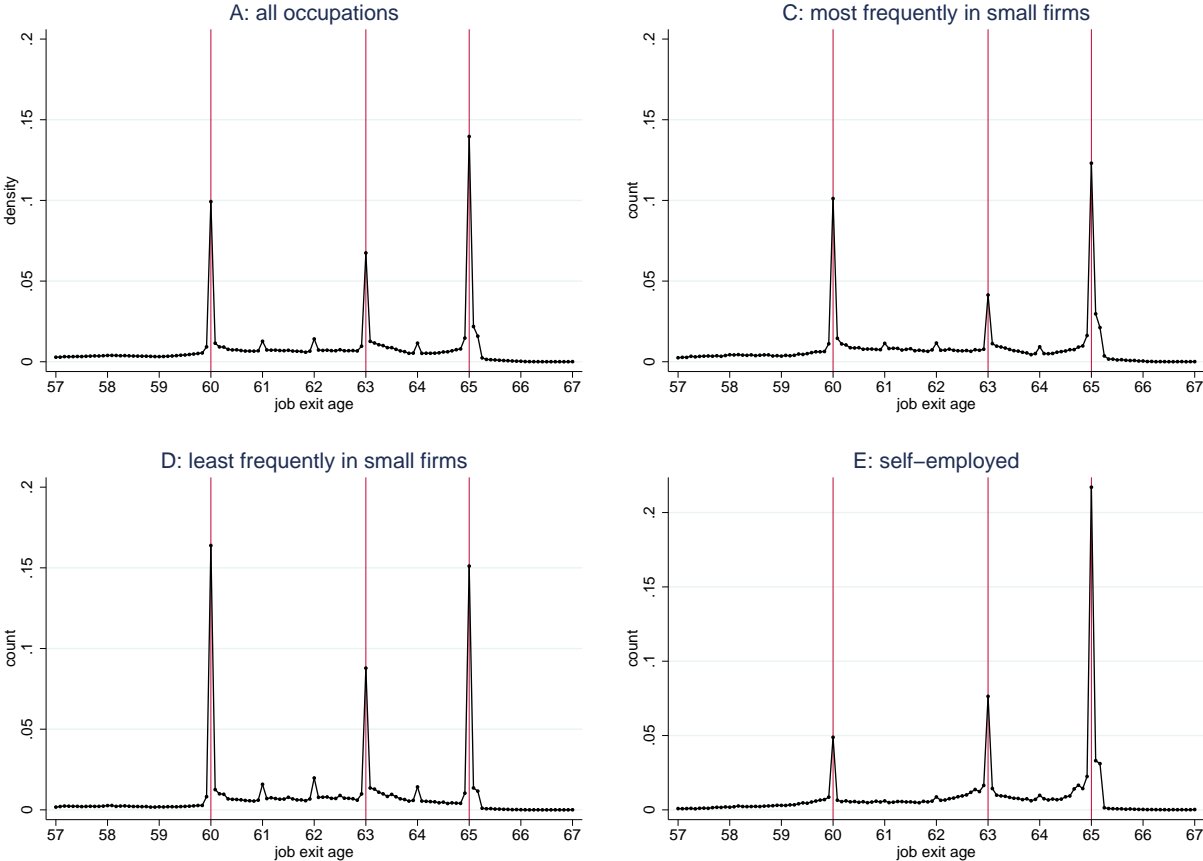 A: all occupations
density
0 .05 .1 .15 .2
57 58 59 60 61 62 63 64 65 66 67
job exit age
C: most frequently in small firms
count
0 .05 .1 .15 .2
57 58 59 60 61 62 63 64 65 66 67
job exit age
D: least frequently in small firms
count
0 .05 .1 .15 .2
57 58 59 60 61 62 63 64 65 66 67
job exit age
E: self−employed
count
0 .05 .1 .15 .2
57 58 59 60 61 62 63 64 65 66 67
job exit age